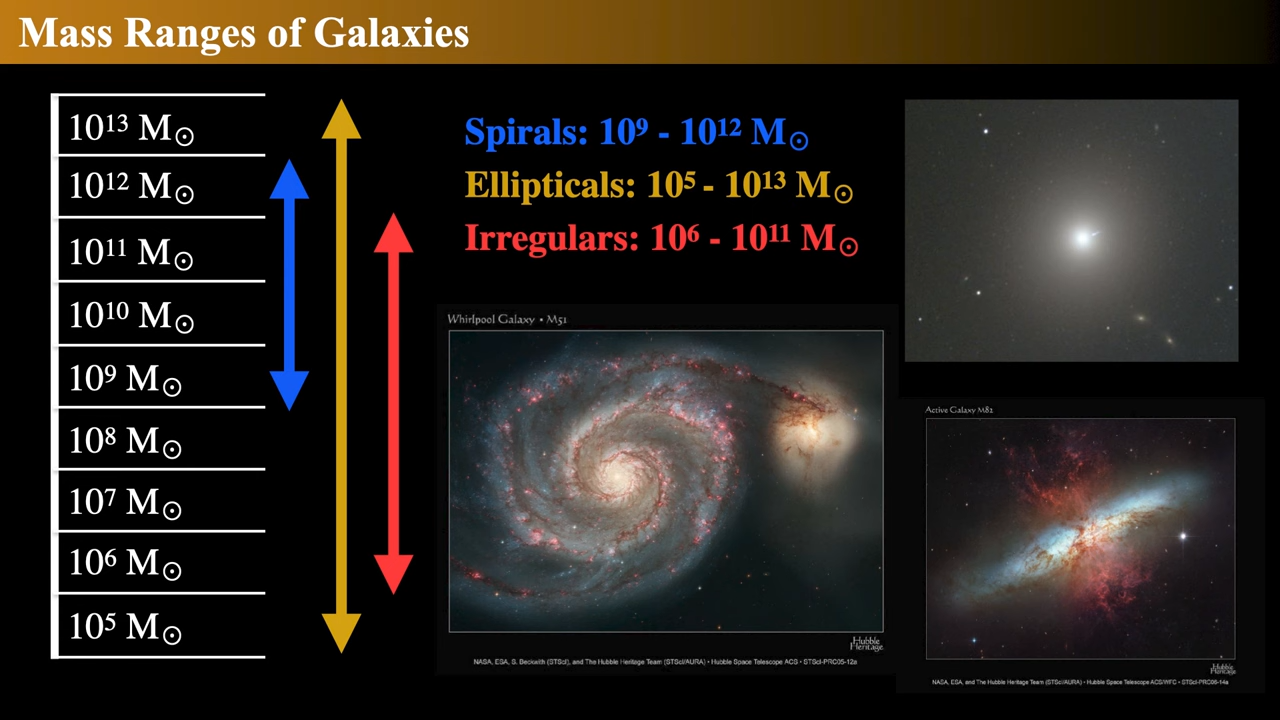 Mass Ranges of Galaxies
10¹³ M☉
10¹² M☉
10¹¹ M☉
10¹⁰ M☉
10⁹ M☉
10⁸ M☉
10⁷ M☉
10⁶ M☉
10⁵ M☉
Spirals: 10⁹ - 10¹² M☉
Ellipticals: 10⁵ - 10¹³ M☉
Irregulars: 10⁶ - 10¹¹ M☉
Whirlpool Galaxy • M51
Hubble
Heritage
NASA, ESA, S. Beckwith (STScI), and The Hubble Heritage Team (STScI/AURA) • Hubble Space Telescope ACS • STScI-PRC05-12a
Active Galaxy M82
Hubble
Heritage
NASA, ESA, and The Hubble Heritage Team (STScI/AURA) • Hubble Space Telescope ACS/WFC • STScI-PRC06-14a